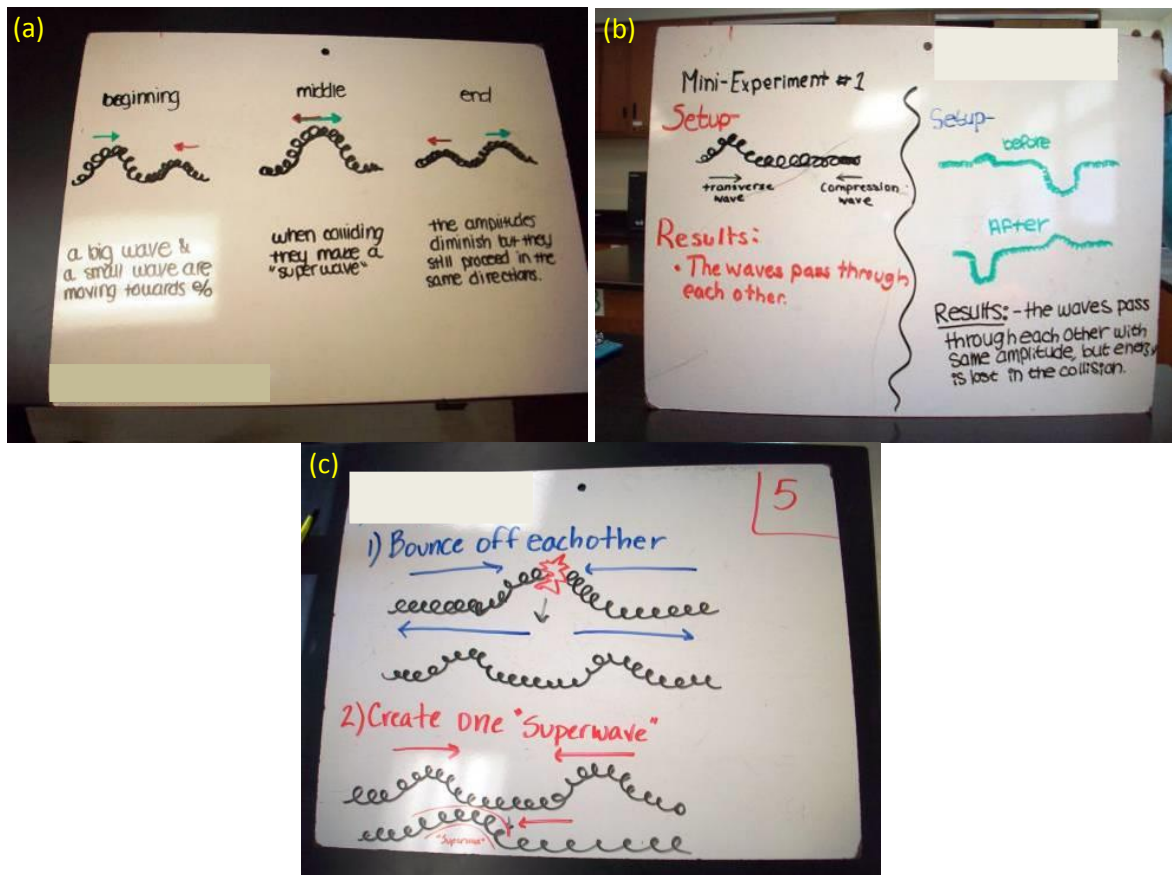 (a)
beginning
middle
end
a big wave &
a small wave are
moving towards e/o
when colliding
they make a
"superwave"
the amplitudes
diminish but they
still proceed in the
same directions.
(b)
Mini-Experiment #1
Setup-
transverse
wave
compression
wave
Results:
• The waves pass through
each other.
Setup-
before
After
Results: - the waves pass
through each other with
same amplitude, but energy
is lost in the collision.
(c)
5
1) Bounce off eachother
2) Create one "Superwave"